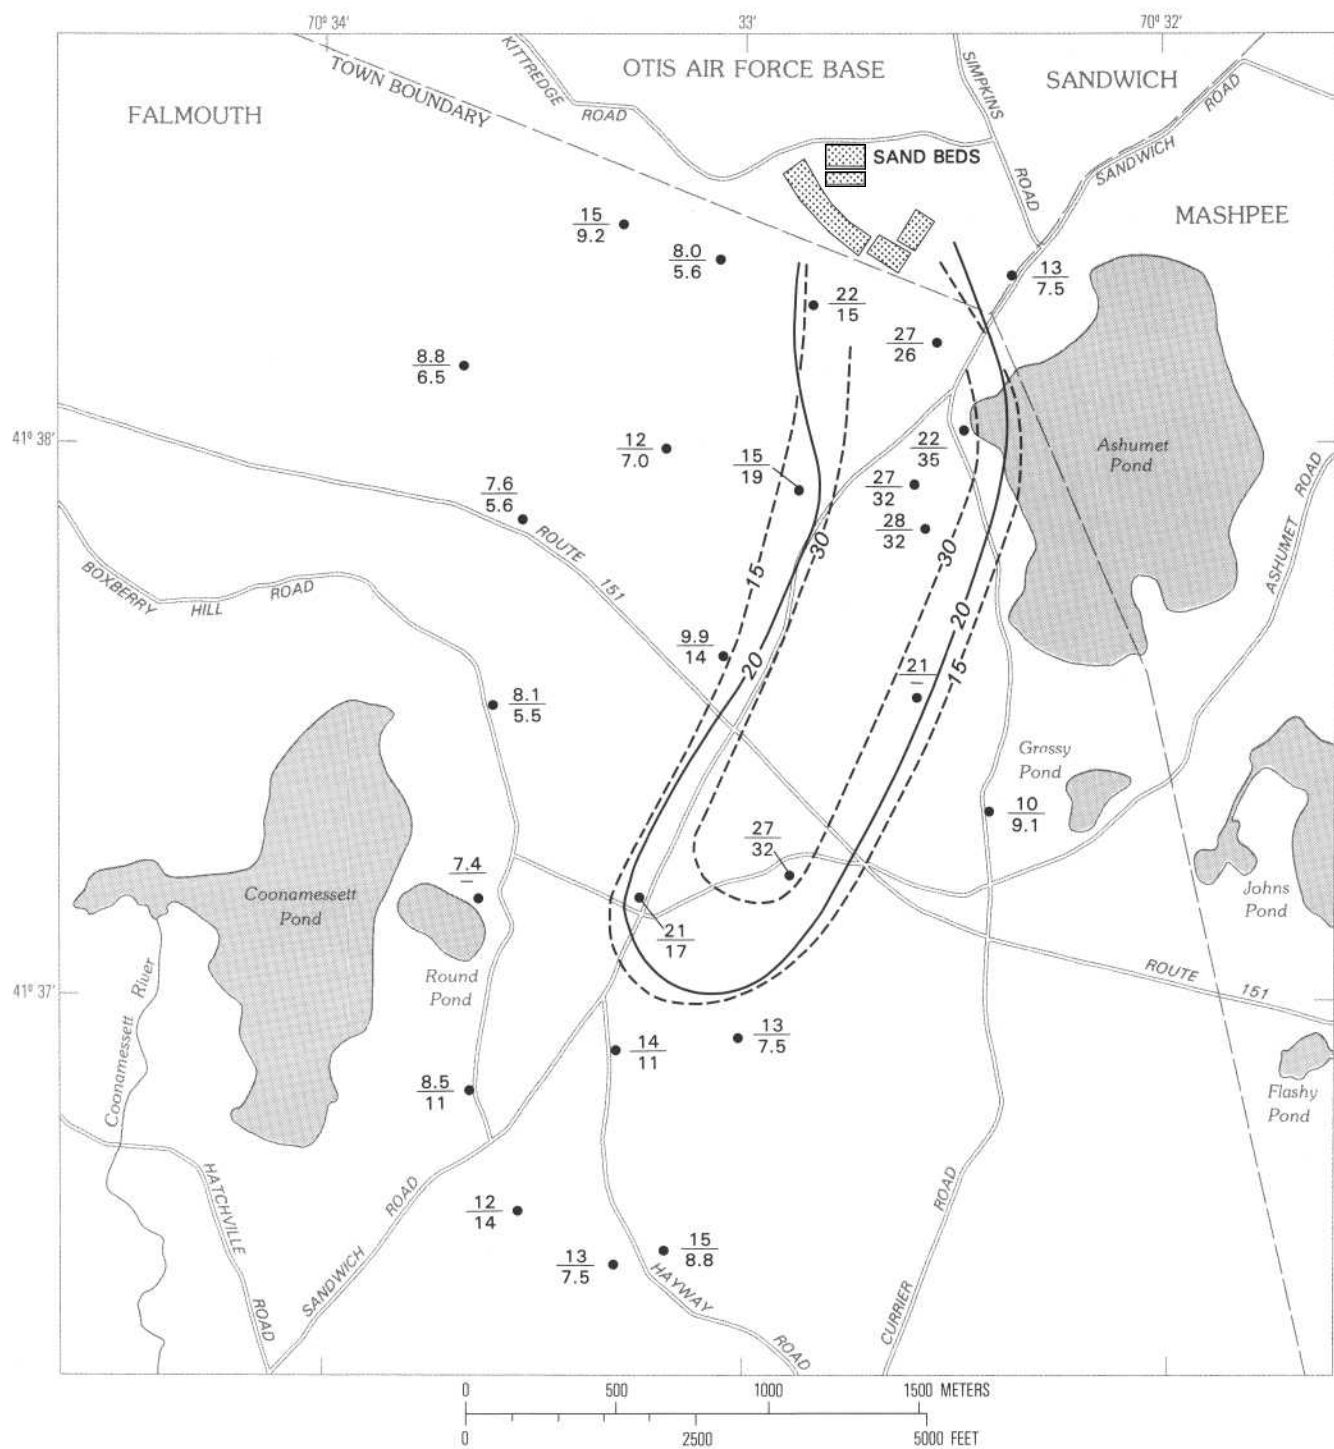 70° 34′
33′
70° 32′
KITTREDGE
ROAD
OTIS AIR FORCE BASE
SIMPKINS
ROAD
SANDWICH
TOWN BOUNDARY
FALMOUTH
SANDWICH
ROAD
SAND BEDS
MASHPEE
15
9.2
8.0
5.6
13
7.5
22
15
27
26
8.8
6.5
41° 38′
12
7.0
15
19
22
35
Ashumet
Pond
ASHUMET
ROAD
7.6
5.6
27
32
28
32
ROUTE
151
15
30
30
BOXBERRY
HILL
ROAD
20
15
9.9
14
20
21
–
8.1
5.5
Grassy
Pond
10
9.1
27
32
7.4
–
Coonamessett
Pond
Johns
Pond
21
17
Round
Pond
41° 37′
Coonamessett
River
ROUTE
151
13
7.5
14
11
8.5
11
Flashy
Pond
HATCHVILLE
ROAD
SANDWICH
ROAD
12
14
13
7.5
15
8.8
HAYWAY
ROAD
CURRIER
ROAD
0
500
1000
1500 METERS
0
2500
5000 FEET